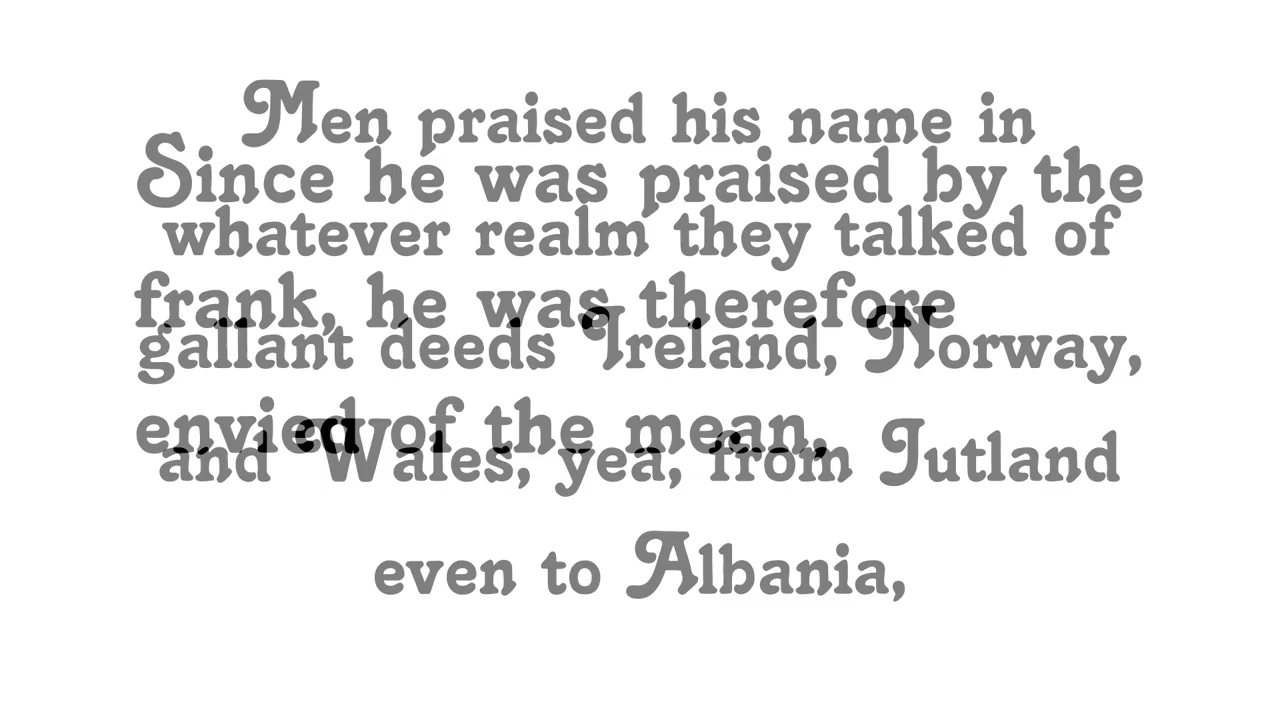 Men praised his name in
Since he was praised by the
whatever realm they talked of
frank, he was therefore
gallant deeds Ireland, Norway,
envied of the mean,
and Wales, yea, from Jutland
even to Albania,